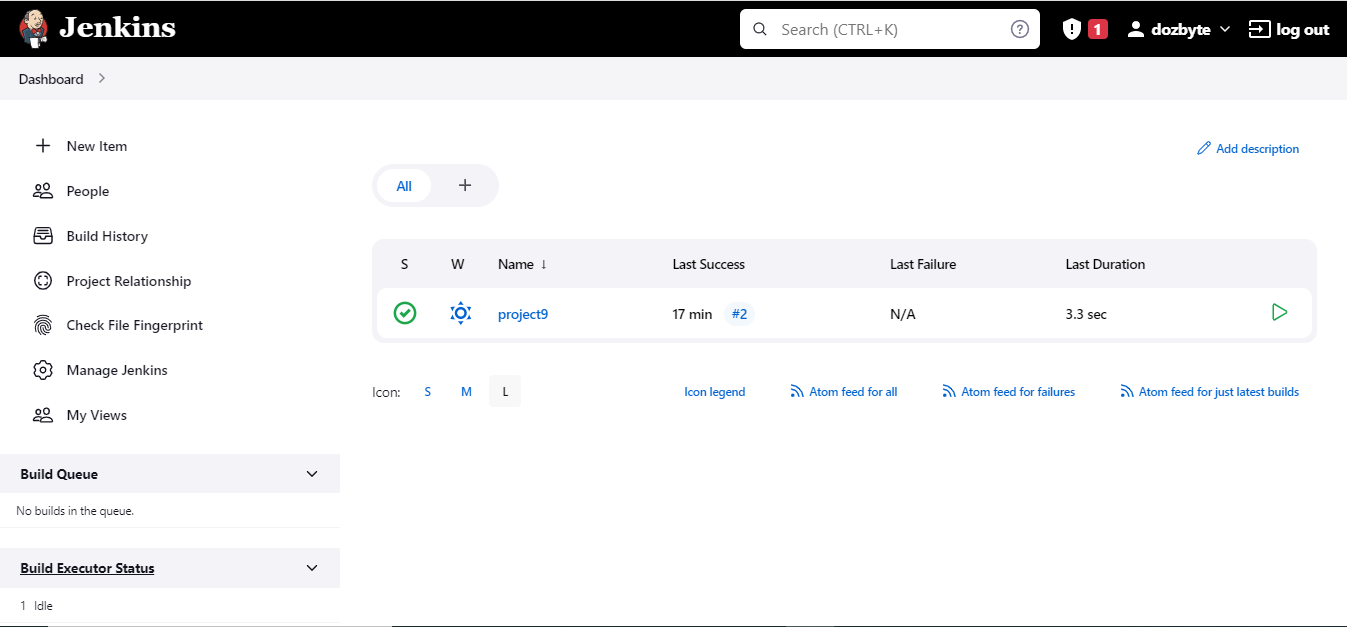 Jenkins
Search (CTRL+K)
1
dozbyte
log out
Dashboard
New Item
People
Build History
Project Relationship
Check File Fingerprint
Manage Jenkins
My Views
Build Queue
No builds in the queue.
Build Executor Status
1 Idle
Add description
All
S W Name ↓ Last Success Last Failure Last Duration
project9 17 min #2 N/A 3.3 sec
Icon: S M L
Icon legend
Atom feed for all
Atom feed for failures
Atom feed for just latest builds